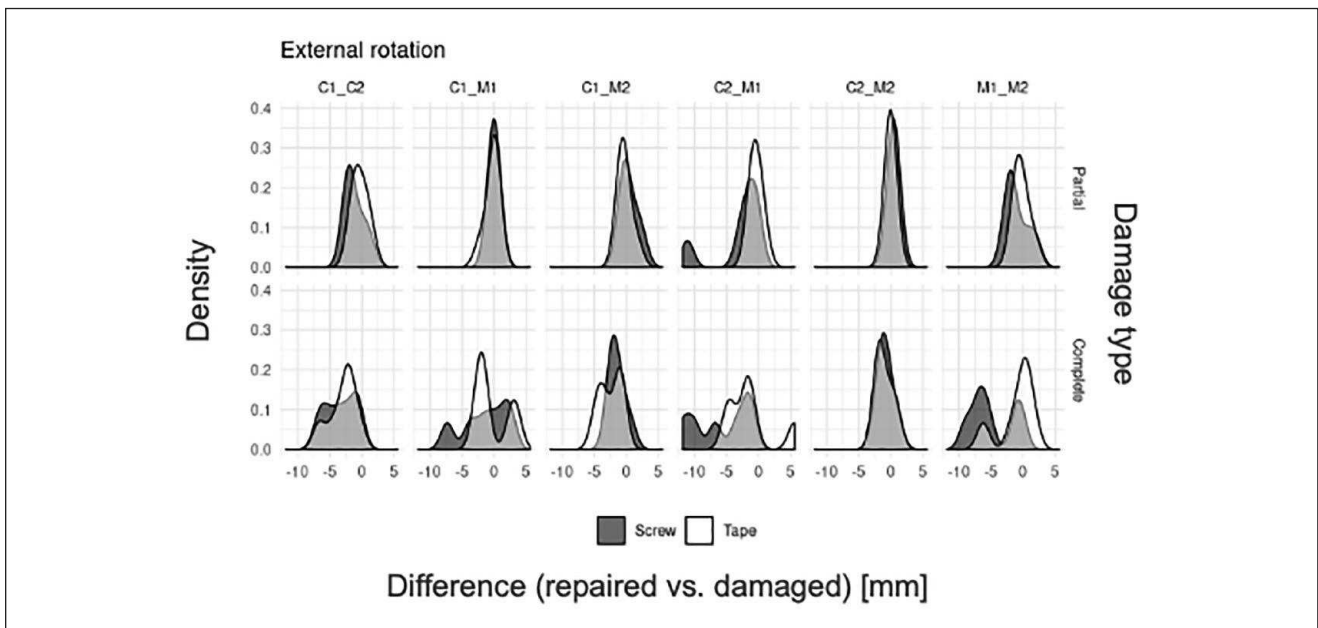 External rotation
C1_C2 C1_M1 C1_M2 C2_M1 C2_M2 M1_M2
0.4
0.3
0.2
0.1
0.0
Partial
0.4
0.3
0.2
0.1
0.0
Complete
Density
Damage type
-10 -5 0 5 -10 -5 0 5 -10 -5 0 5 -10 -5 0 5 -10 -5 0 5 -10 -5 0 5
Screw Tape
Difference (repaired vs. damaged) [mm]